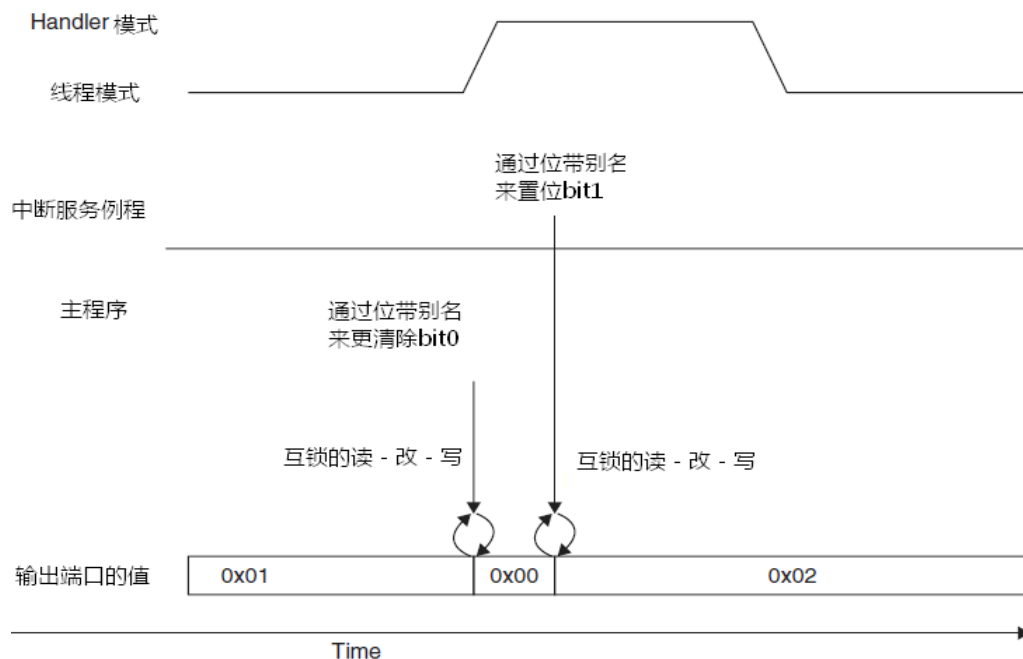 Handler 模式
线程模式
通过位带别名
来置位bit1
中断服务例程
主程序
通过位带别名
来更清除bit0
互锁的读 - 改 - 写
互锁的读 - 改 - 写
输出端口的值
0x01
0x00
0x02
Time